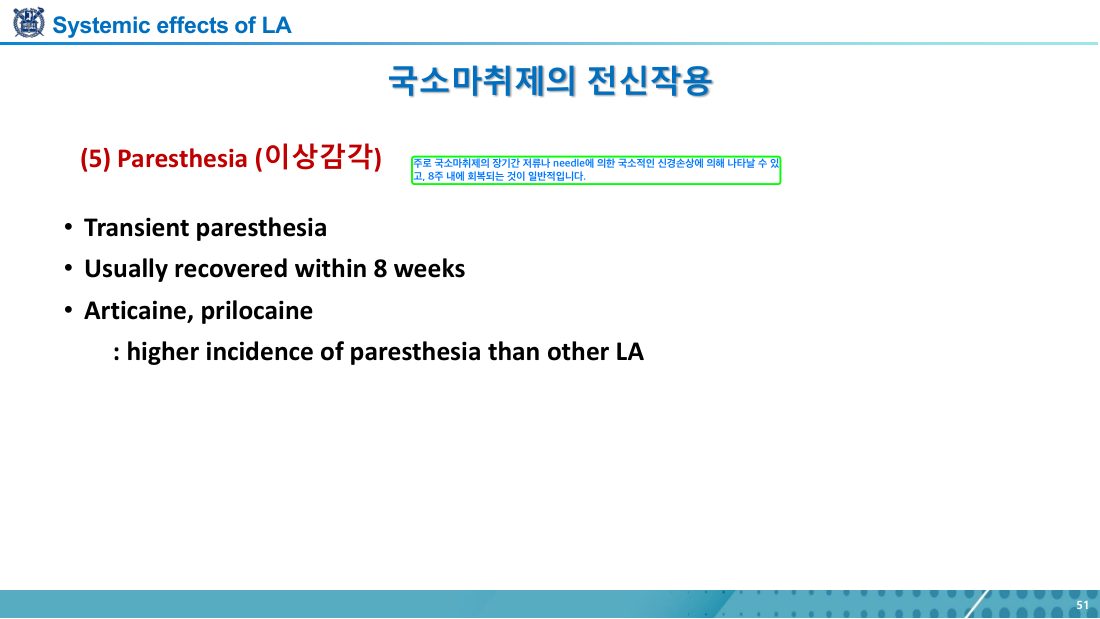 Systemic effects of LA
국소마취제의 전신작용
(5) Paresthesia (이상감각)
주로 국소마취제의 장기간 저류나 needle에 의한 국소적인 신경손상에 의해 나타날 수 있
고, 8주 내에 회복되는 것이 일반적입니다.
• Transient paresthesia
• Usually recovered within 8 weeks
• Articaine, prilocaine
: higher incidence of paresthesia than other LA
51